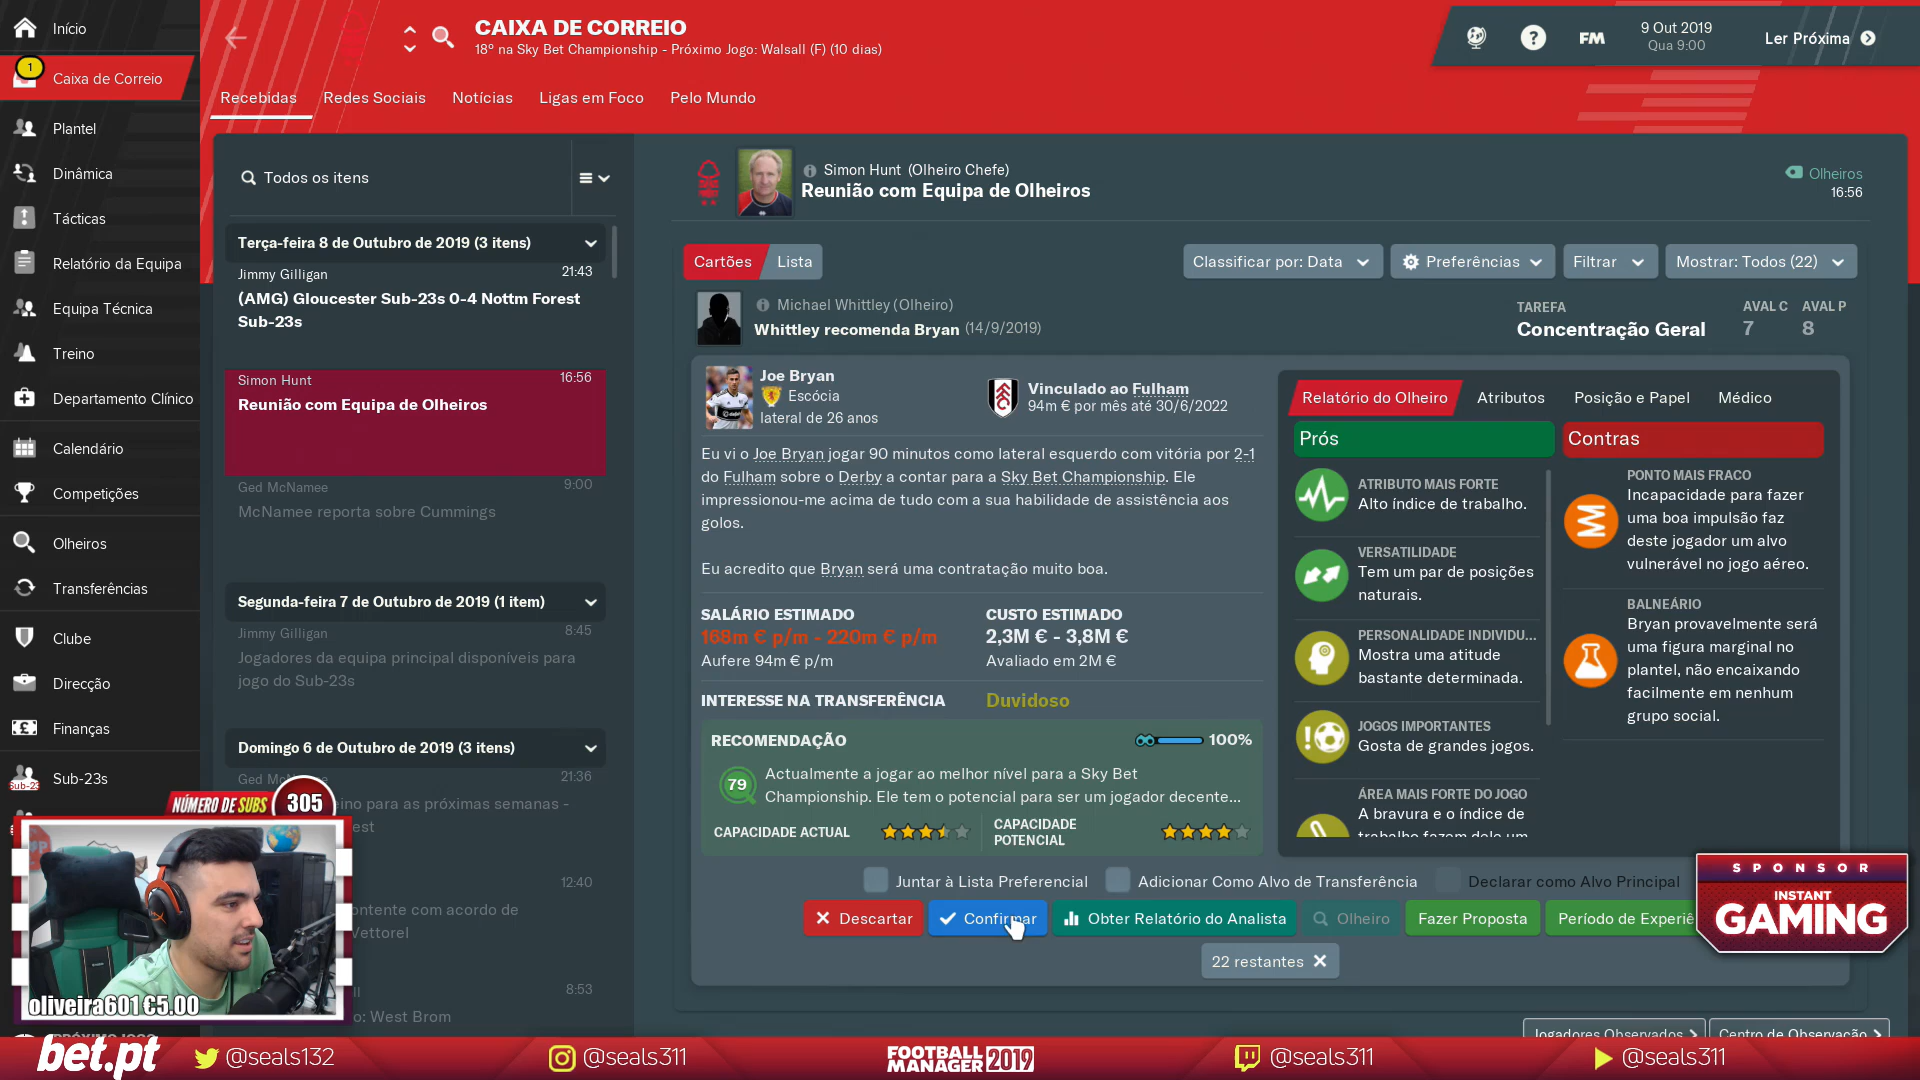 Início
1
Caixa de Correio
Plantel
Dinâmica
Tácticas
Relatório da Equipa
Equipa Técnica
Treino
Departamento Clínico
Calendário
Competições
Olheiros
Transferências
Clube
Direcção
Finanças
Sub-23s
CAIXA DE CORREIO
18º na Sky Bet Championship - Próximo Jogo: Walsall (F) (10 dias)
FM
9 Out 2019
Qua 9:00
Ler Próxima
Recebidas
Redes Sociais
Notícias
Ligas em Foco
Pelo Mundo
Todos os itens
Terça-feira 8 de Outubro de 2019 (3 itens)
Jimmy Gilligan 21:43
(AMG) Gloucester Sub-23s 0-4 Nottm Forest
Sub-23s
Simon Hunt 16:56
Reunião com Equipa de Olheiros
Ged McNamee 9:00
McNamee reporta sobre Cummings
Segunda-feira 7 de Outubro de 2019 (1 item)
Jimmy Gilligan 8:45
Jogadores da equipa principal disponíveis para
jogo do Sub-23s
Domingo 6 de Outubro de 2019 (3 itens)
21:36
para as próximas semanas -
12:40
acordo de
Vettorel
8:53
West Brom
Simon Hunt (Olheiro Chefe)
Reunião com Equipa de Olheiros
Olheiros
16:56
Cartões
Lista
Classificar por: Data
Preferências
Filtrar
Mostrar: Todos (22)
Michael Whittley (Olheiro)
Whittley recomenda Bryan (14/9/2019)
TAREFA
Concentração Geral
AVAL C
7
AVAL P
8
Joe Bryan
Escócia
lateral de 26 anos
Vinculado ao Fulham
94m € por mês até 30/6/2022
Eu vi o Joe Bryan jogar 90 minutos como lateral esquerdo com vitória por 2-1
do Fulham sobre o Derby a contar para a Sky Bet Championship. Ele
impressionou-me acima de tudo com a sua habilidade de assistência aos
golos.
Eu acredito que Bryan será uma contratação muito boa.
SALÁRIO ESTIMADO
168m € p/m - 220m € p/m
Aufere 94m € p/m
CUSTO ESTIMADO
2,3M € - 3,8M €
Avaliado em 2M €
INTERESSE NA TRANSFERÊNCIA
Duvidoso
RECOMENDAÇÃO
100%
79
Actualmente a jogar ao melhor nível para a Sky Bet
Championship. Ele tem o potencial para ser um jogador decente...
CAPACIDADE ACTUAL
CAPACIDADE
POTENCIAL
Relatório do Olheiro
Atributos
Posição e Papel
Médico
Prós
ATRIBUTO MAIS FORTE
Alto índice de trabalho.
VERSATILIDADE
Tem um par de posições
naturais.
PERSONALIDADE INDIVIDU...
Mostra uma atitude
bastante determinada.
JOGOS IMPORTANTES
Gosta de grandes jogos.
ÁREA MAIS FORTE DO JOGO
A bravura e o índice de
trabalho fazem dele um
Contras
PONTO MAIS FRACO
Incapacidade para fazer
uma boa impulsão faz
deste jogador um alvo
vulnerável no jogo aéreo.
BALNEÁRIO
Bryan provavelmente será
uma figura marginal no
plantel, não encaixando
facilmente em nenhum
grupo social.
Juntar à Lista Preferencial
Adicionar Como Alvo de Transferência
Declarar como Alvo Principal
Descartar
Confirmar
Obter Relatório do Analista
Olheiro
Fazer Proposta
22 restantes
Jogadores Observados
Centro de Observação
SPONSOR
INSTANT
GAMING
NÚMERO DE SUBS 305
oliveira601 €5.00
bet.pt
@seals132
@seals311
FOOTBALL
MANAGER 2019
@seals311
@seals311